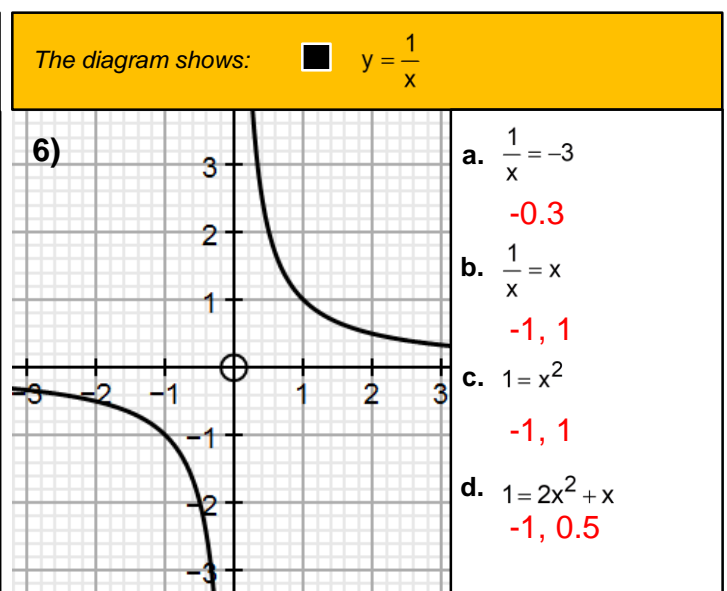 The diagram shows: y = 1/x
6)
3
2
1
−3 −2 −1 1 2 3
−1
−2
−3
a. 1/x = −3
-0.3
b. 1/x = x
-1, 1
c. 1 = x²
-1, 1
d. 1 = 2x² + x
-1, 0.5